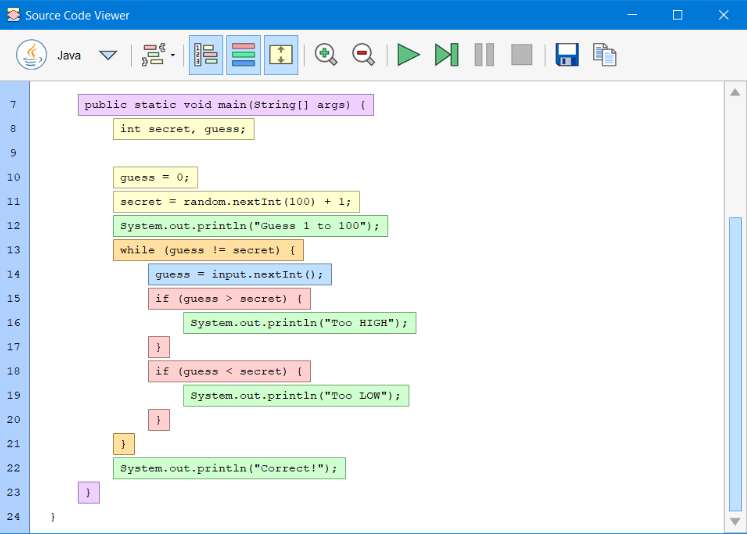 Source Code Viewer
Java
7 public static void main(String[] args) {
8 int secret, guess;
9
10 guess = 0;
11 secret = random.nextInt(100) + 1;
12 System.out.println("Guess 1 to 100");
13 while (guess != secret) {
14 guess = input.nextInt();
15 if (guess > secret) {
16 System.out.println("Too HIGH");
17 }
18 if (guess < secret) {
19 System.out.println("Too LOW");
20 }
21 }
22 System.out.println("Correct!");
23 }
24 }